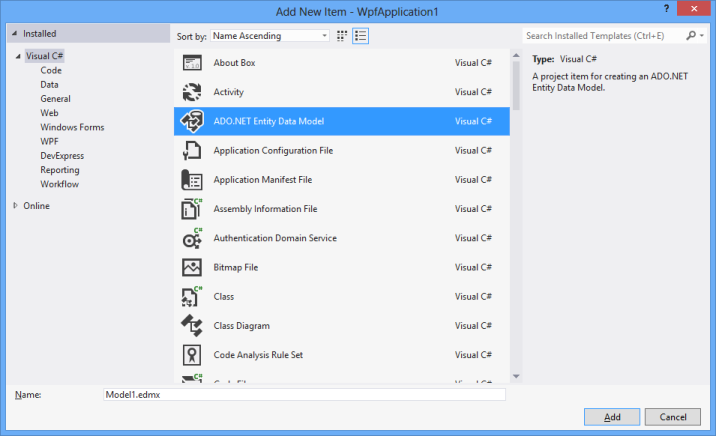 Add New Item - WpfApplication1
?
Installed
Sort by: Name Ascending
Search Installed Templates (Ctrl+E)
Visual C#
Code
Data
General
Web
Windows Forms
WPF
DevExpress
Reporting
Workflow
Online
About Box Visual C#
Activity Visual C#
ADO.NET Entity Data Model Visual C#
Application Configuration File Visual C#
Application Manifest File Visual C#
Assembly Information File Visual C#
Authentication Domain Service Visual C#
Bitmap File Visual C#
Class Visual C#
Class Diagram Visual C#
Code Analysis Rule Set Visual C#
Code File Visual C#
Type: Visual C#
A project item for creating an ADO.NET
Entity Data Model.
Name: Model1.edmx
Add Cancel